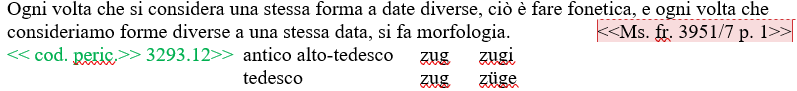 Ogni volta che si considera una stessa forma a date diverse, ciò è fare fonetica, e ogni volta che
consideriamo forme diverse a una stessa data, si fa morfologia. <<Ms. fr. 3951/7 p. 1>>
<< cod. peric.>> 3293.12>> antico alto-tedesco zug zugi
tedesco zug züge